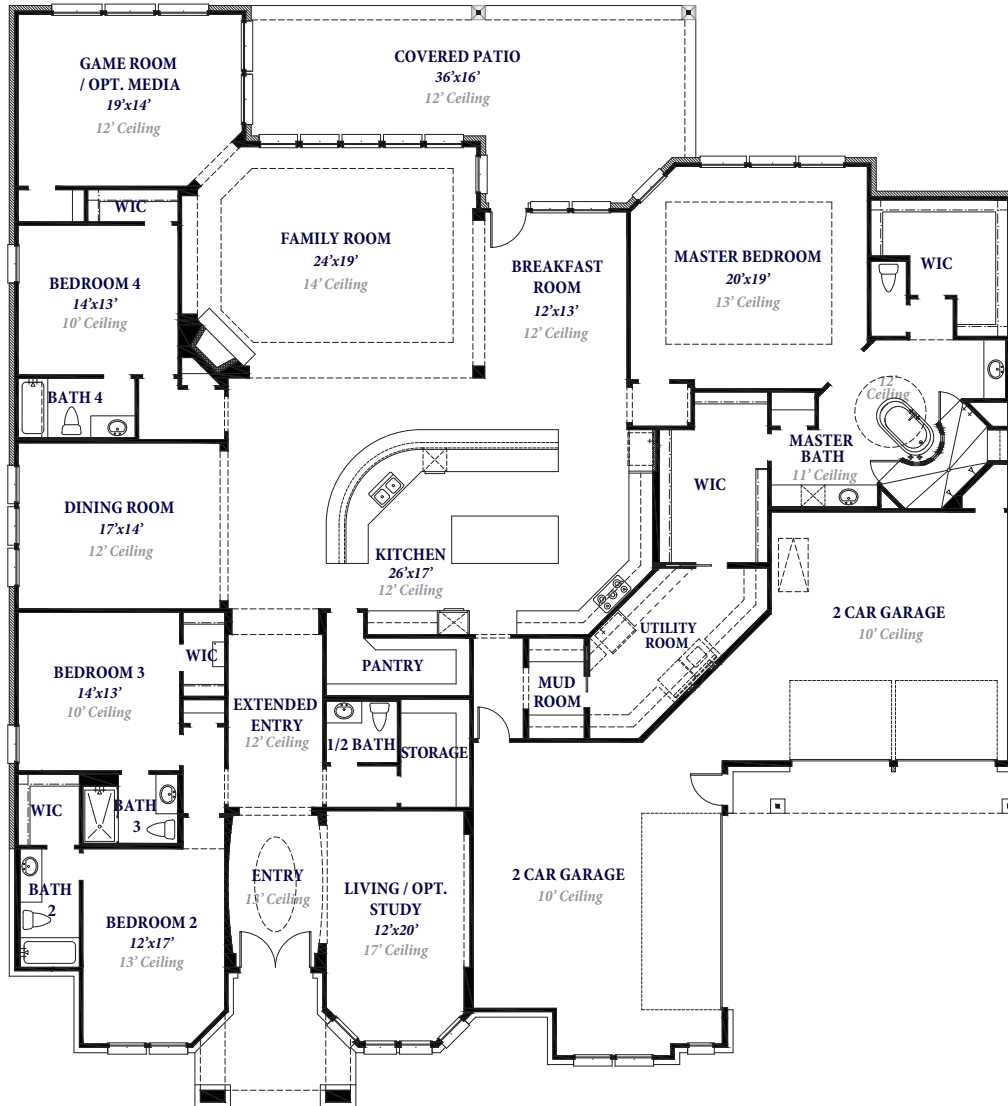 GAME ROOM
/ OPT. MEDIA
19’x14’
12’ Ceiling
COVERED PATIO
36’x16’
12’ Ceiling
WIC
FAMILY ROOM
24’x19’
14’ Ceiling
BREAKFAST
ROOM
12’x13’
12’ Ceiling
MASTER BEDROOM
20’x19’
13’ Ceiling
WIC
BEDROOM 4
14’x13’
10’ Ceiling
BATH 4
12’
Ceiling
MASTER
BATH
11’ Ceiling
WIC
DINING ROOM
17’x14’
12’ Ceiling
KITCHEN
26’x17’
12’ Ceiling
2 CAR GARAGE
10’ Ceiling
UTILITY
ROOM
WIC
PANTRY
BEDROOM 3
14’x13’
10’ Ceiling
MUD
ROOM
EXTENDED
ENTRY
12’ Ceiling
1/2 BATH
STORAGE
WIC
BATH
3
ENTRY
13’ Ceiling
2 CAR GARAGE
10’ Ceiling
BATH
2
LIVING / OPT.
STUDY
12’x20’
17’ Ceiling
BEDROOM 2
12’x17’
13’ Ceiling